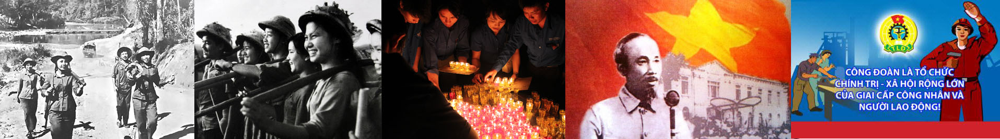 TLD
CÔNG ĐOÀN LÀ TỔ CHỨC
CHÍNH TRỊ - XÃ HỘI RỘNG LỚN
CỦA GIAI CẤP CÔNG NHÂN VÀ
NGƯỜI LAO ĐỘNG!